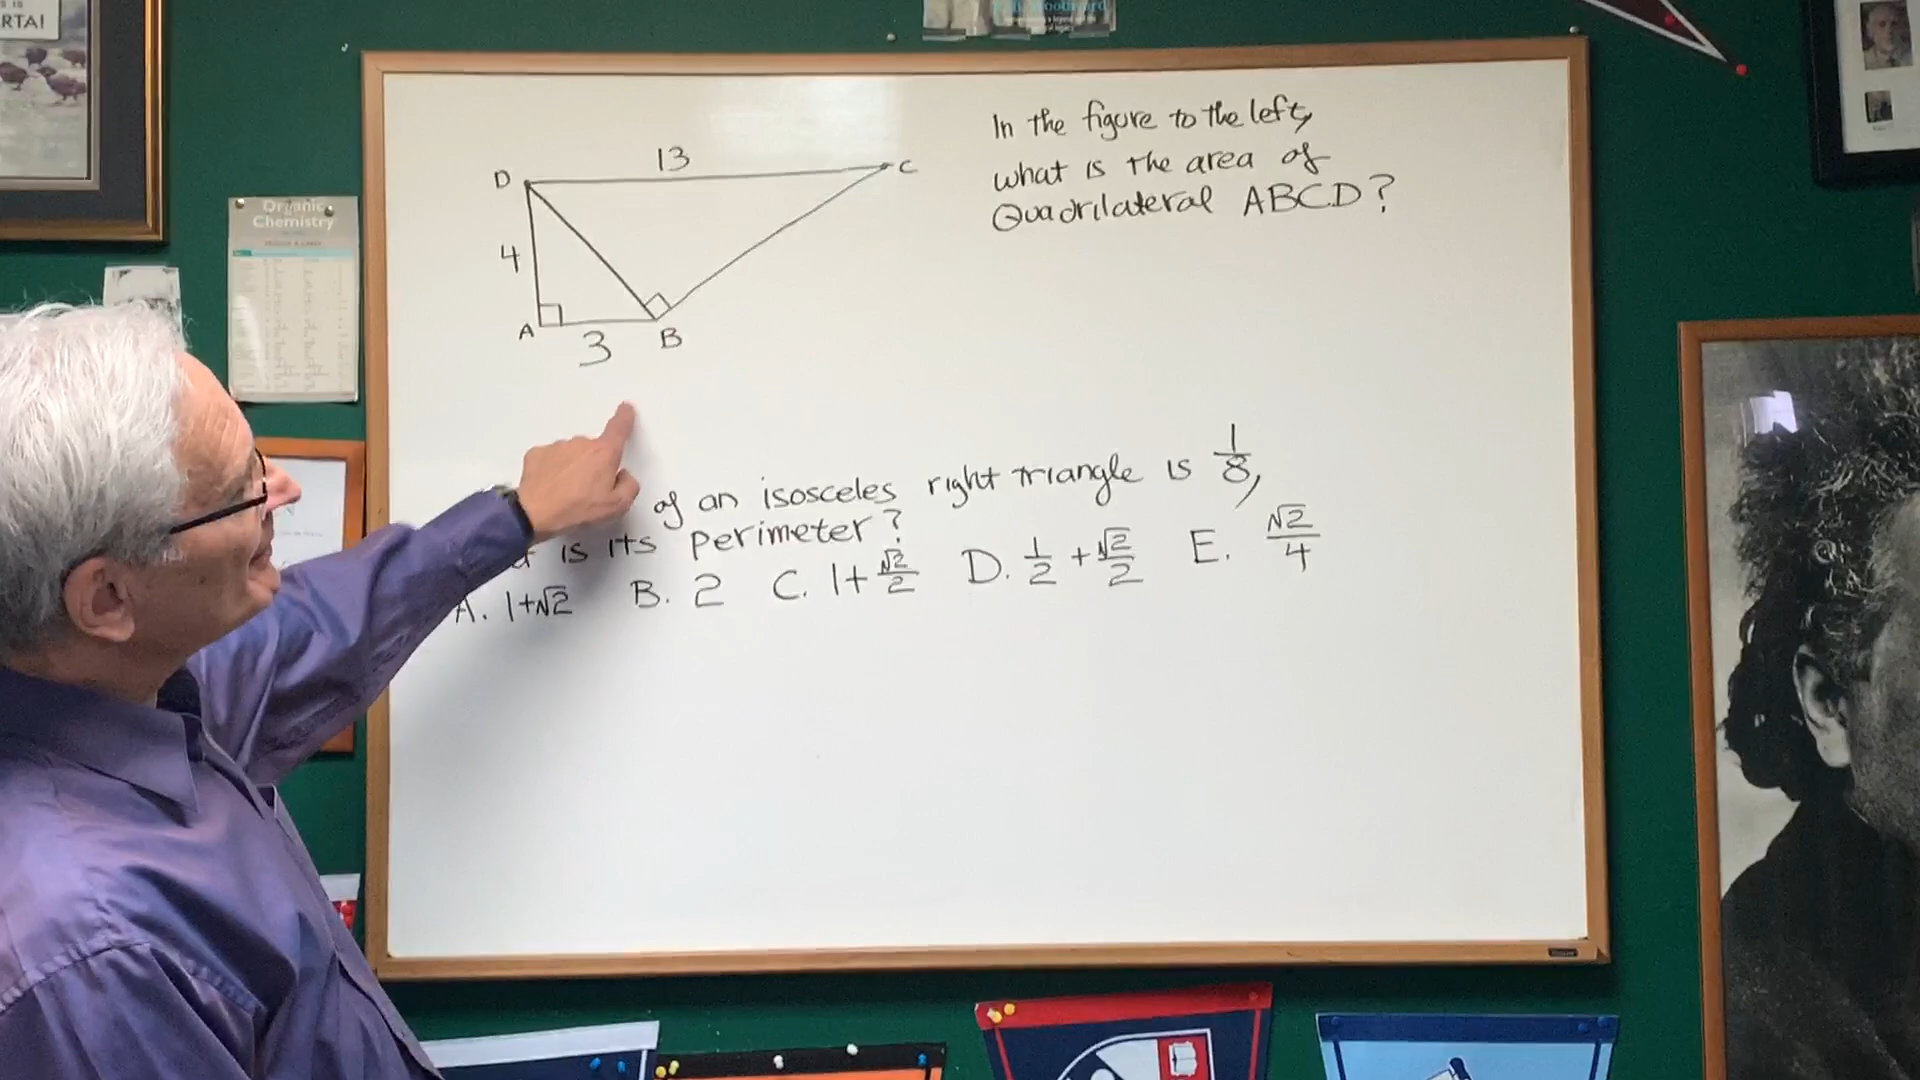 RTA!
Organic
Chemistry
13
D
C
4
A
3
B
In the figure to the left,
what is the area of
Quadrilateral ABCD?
of an isosceles right triangle is 1/8,
is its perimeter?
A. 1+√2 B. 2 C. 1+√2/2 D. 1/2+√2/2 E. √2/4